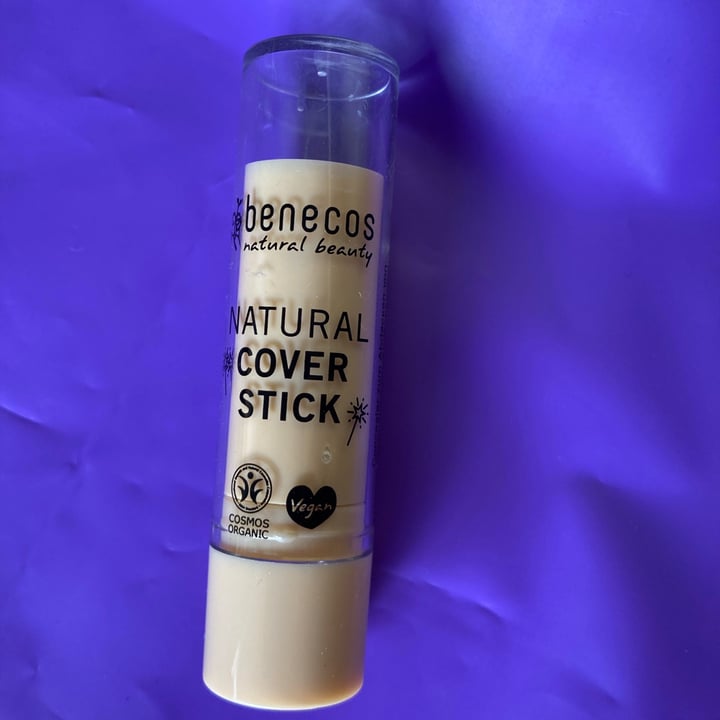 benecos
natural beauty
NATURAL
COVER
STICK
COSMOS
ORGANIC
Vegan